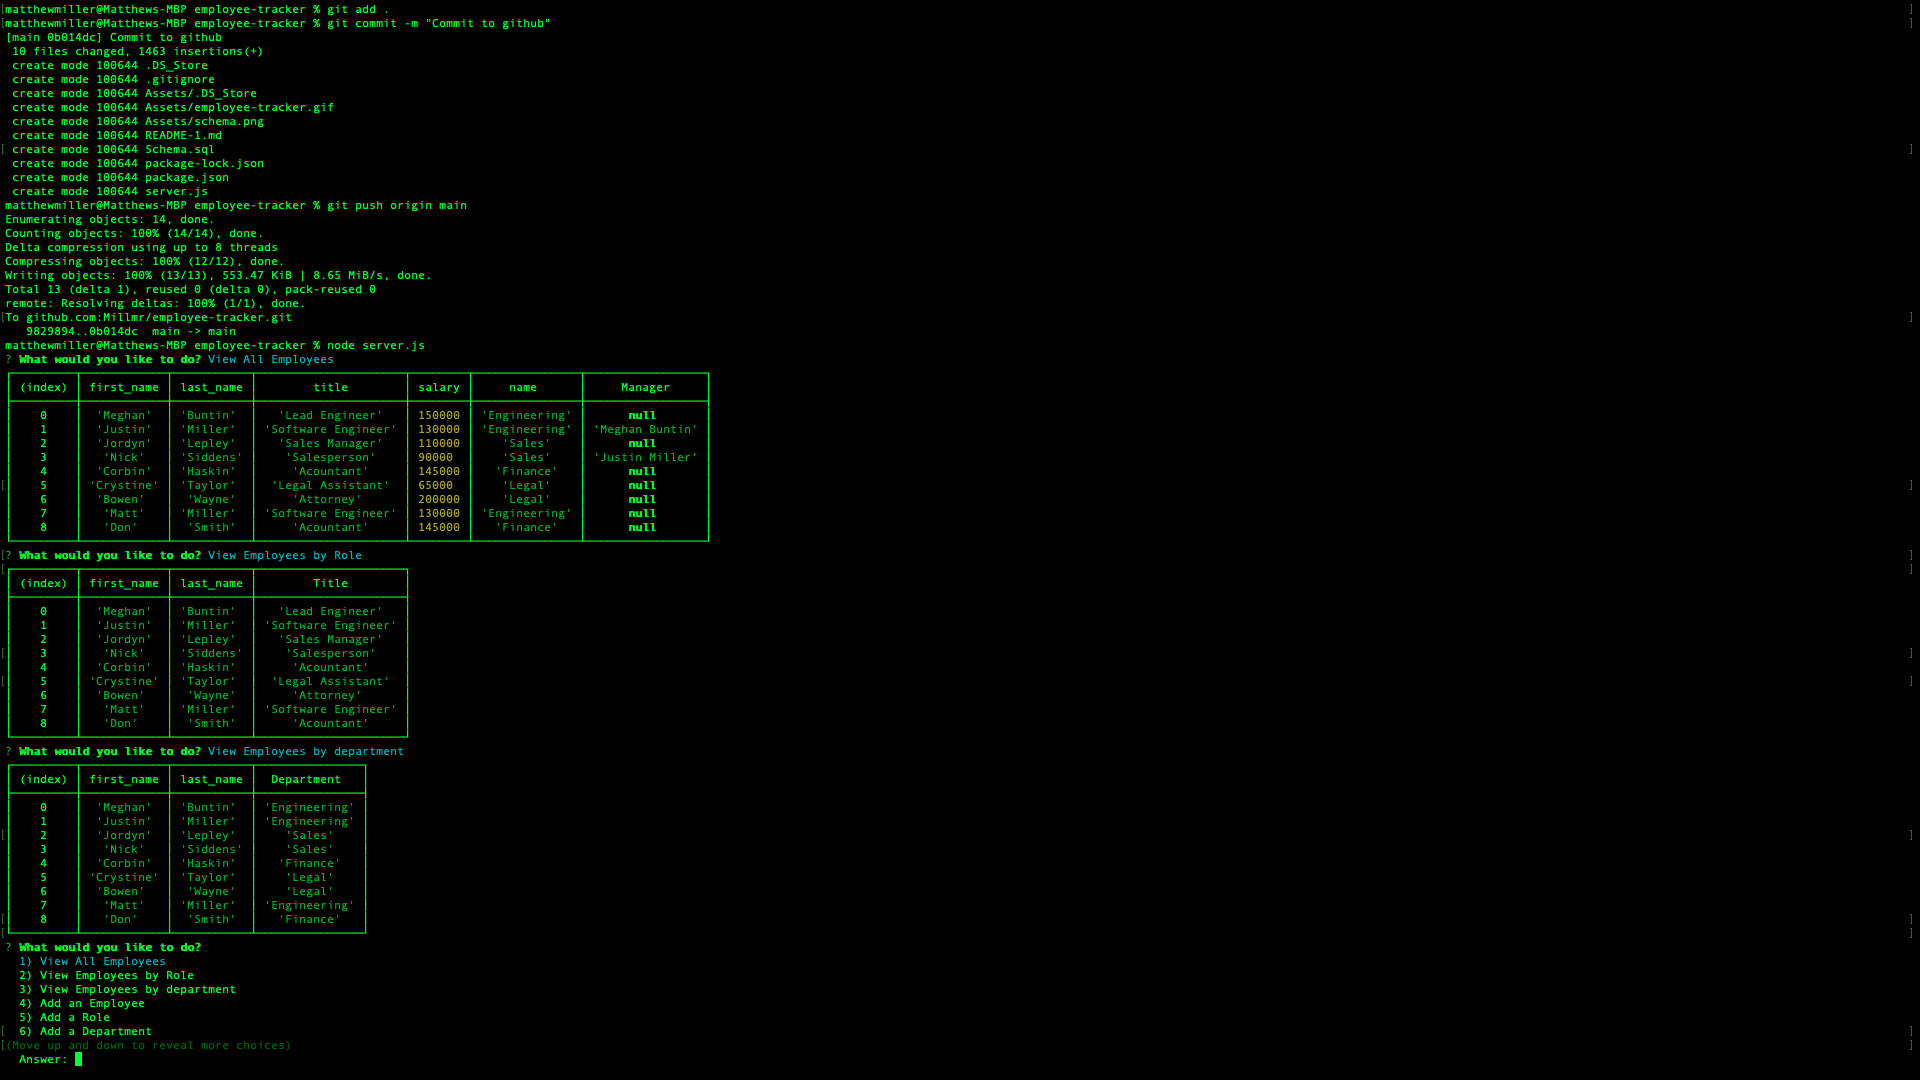 [matthewmiller@Matthews-MBP employee-tracker % git add . ]
[matthewmiller@Matthews-MBP employee-tracker % git commit -m "Commit to github" ]
[main 0b014dc] Commit to github
10 files changed, 1463 insertions(+)
create mode 100644 .DS_Store
create mode 100644 .gitignore
create mode 100644 Assets/.DS_Store
create mode 100644 Assets/employee-tracker.gif
create mode 100644 Assets/schema.png
create mode 100644 README-1.md
[ create mode 100644 Schema.sql ]
create mode 100644 package-lock.json
create mode 100644 package.json
create mode 100644 server.js
matthewmiller@Matthews-MBP employee-tracker % git push origin main
Enumerating objects: 14, done.
Counting objects: 100% (14/14), done.
Delta compression using up to 8 threads
Compressing objects: 100% (12/12), done.
Writing objects: 100% (13/13), 553.47 KiB | 8.65 MiB/s, done.
Total 13 (delta 1), reused 0 (delta 0), pack-reused 0
remote: Resolving deltas: 100% (1/1), done.
[To github.com:Millmr/employee-tracker.git ]
9829894..0b014dc  main -> main
matthewmiller@Matthews-MBP employee-tracker % node server.js
? What would you like to do? View All Employees
(index) first_name last_name title salary name Manager
0 'Meghan' 'Buntin' 'Lead Engineer' 150000 'Engineering' null
1 'Justin' 'Miller' 'Software Engineer' 130000 'Engineering' 'Meghan Buntin'
2 'Jordyn' 'Lepley' 'Sales Manager' 110000 'Sales' null
3 'Nick' 'Siddens' 'Salesperson' 90000 'Sales' 'Justin Miller'
4 'Corbin' 'Haskin' 'Acountant' 145000 'Finance' null
[ 5 'Crystine' 'Taylor' 'Legal Assistant' 65000 'Legal' null ]
6 'Bowen' 'Wayne' 'Attorney' 200000 'Legal' null
7 'Matt' 'Miller' 'Software Engineer' 130000 'Engineering' null
8 'Don' 'Smith' 'Acountant' 145000 'Finance' null
[? What would you like to do? View Employees by Role ]
[ ]
(index) first_name last_name Title
0 'Meghan' 'Buntin' 'Lead Engineer'
1 'Justin' 'Miller' 'Software Engineer'
2 'Jordyn' 'Lepley' 'Sales Manager'
[ 3 'Nick' 'Siddens' 'Salesperson' ]
4 'Corbin' 'Haskin' 'Acountant'
[ 5 'Crystine' 'Taylor' 'Legal Assistant' ]
6 'Bowen' 'Wayne' 'Attorney'
7 'Matt' 'Miller' 'Software Engineer'
8 'Don' 'Smith' 'Acountant'
? What would you like to do? View Employees by department
(index) first_name last_name Department
0 'Meghan' 'Buntin' 'Engineering'
1 'Justin' 'Miller' 'Engineering'
[ 2 'Jordyn' 'Lepley' 'Sales' ]
3 'Nick' 'Siddens' 'Sales'
4 'Corbin' 'Haskin' 'Finance'
5 'Crystine' 'Taylor' 'Legal'
6 'Bowen' 'Wayne' 'Legal'
7 'Matt' 'Miller' 'Engineering'
[ 8 'Don' 'Smith' 'Finance' ]
[ ]
? What would you like to do?
1) View All Employees
2) View Employees by Role
3) View Employees by department
4) Add an Employee
5) Add a Role
[ 6) Add a Department ]
[(Move up and down to reveal more choices) ]
Answer: